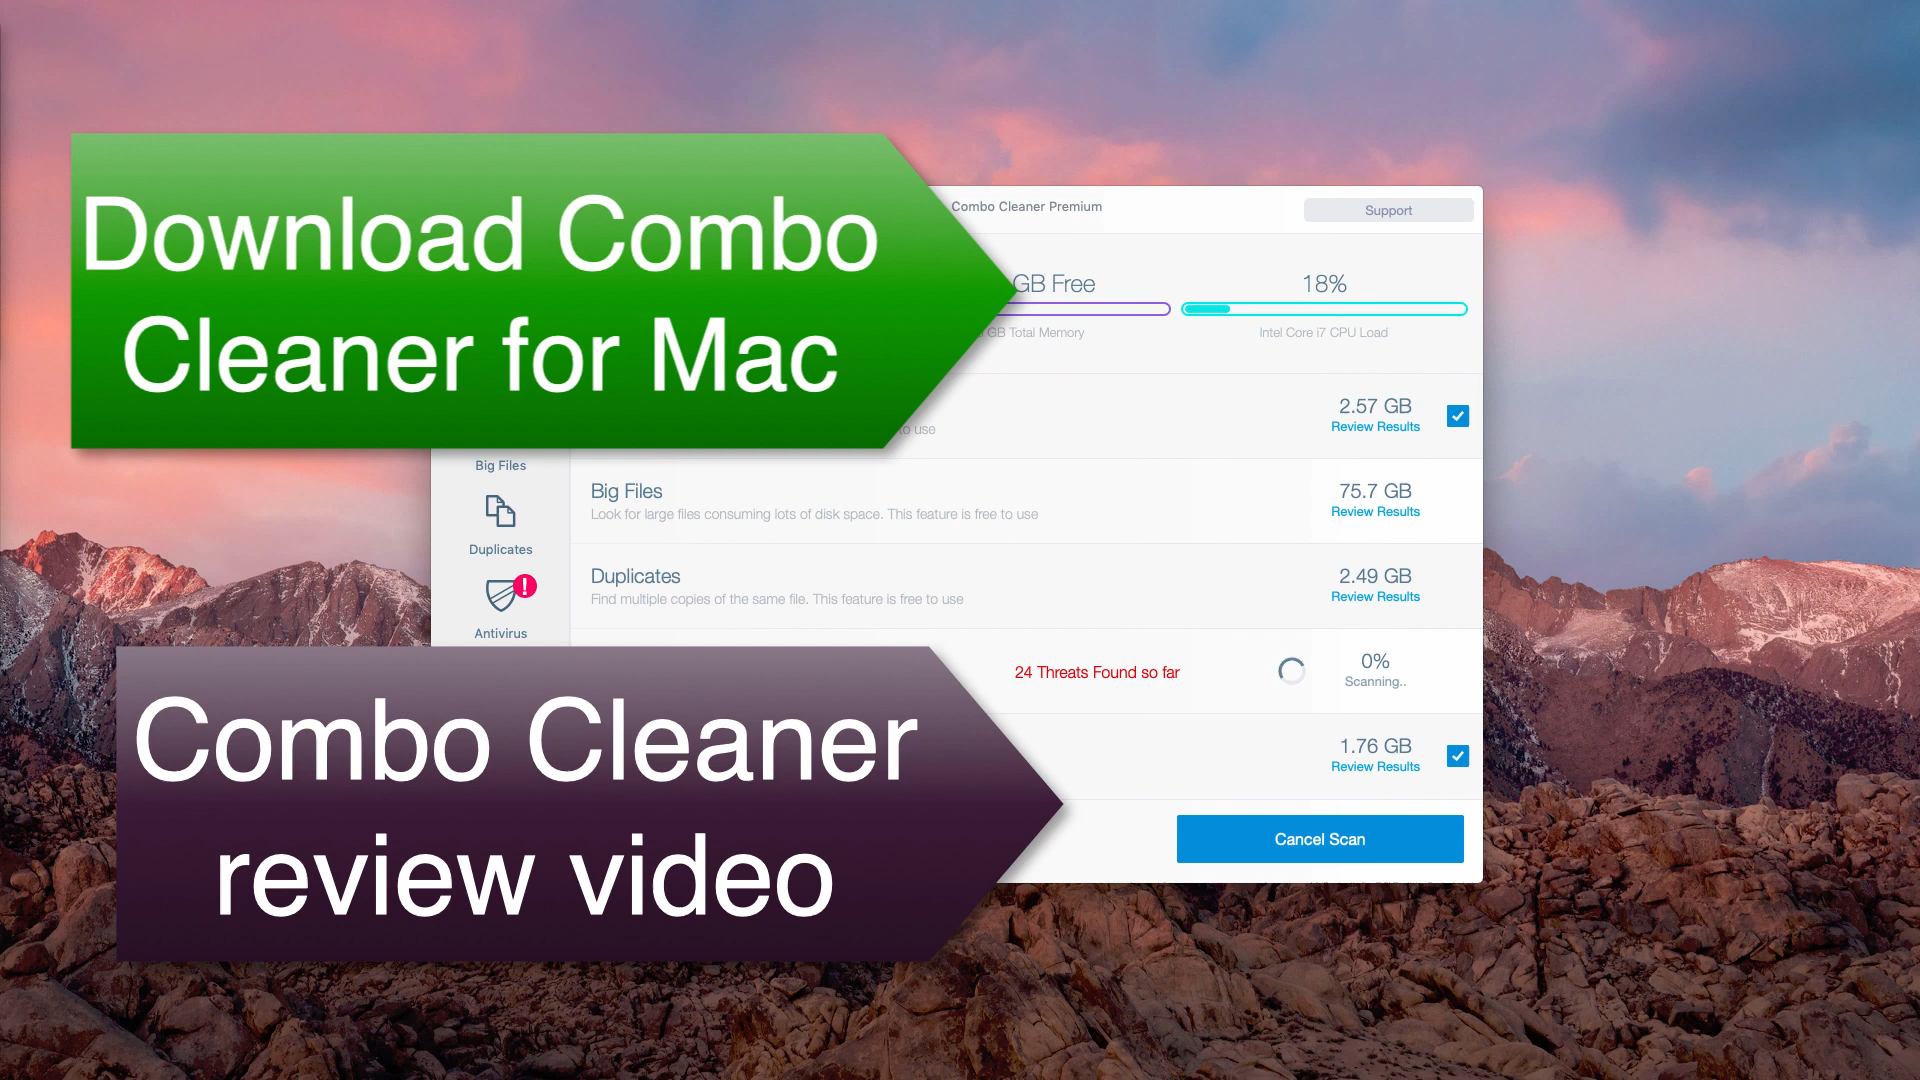 Download Combo
Cleaner for Mac
Combo Cleaner Premium
Support
GB Free
18%
GB Total Memory
Intel Core i7 CPU Load
to use
2.57 GB
Review Results
Big Files
Duplicates
Antivirus
Big Files
Look for large files consuming lots of disk space. This feature is free to use
75.7 GB
Review Results
Duplicates
Find multiple copies of the same file. This feature is free to use
2.49 GB
Review Results
24 Threats Found so far
0%
Scanning..
1.76 GB
Review Results
Cancel Scan
Combo Cleaner
review video